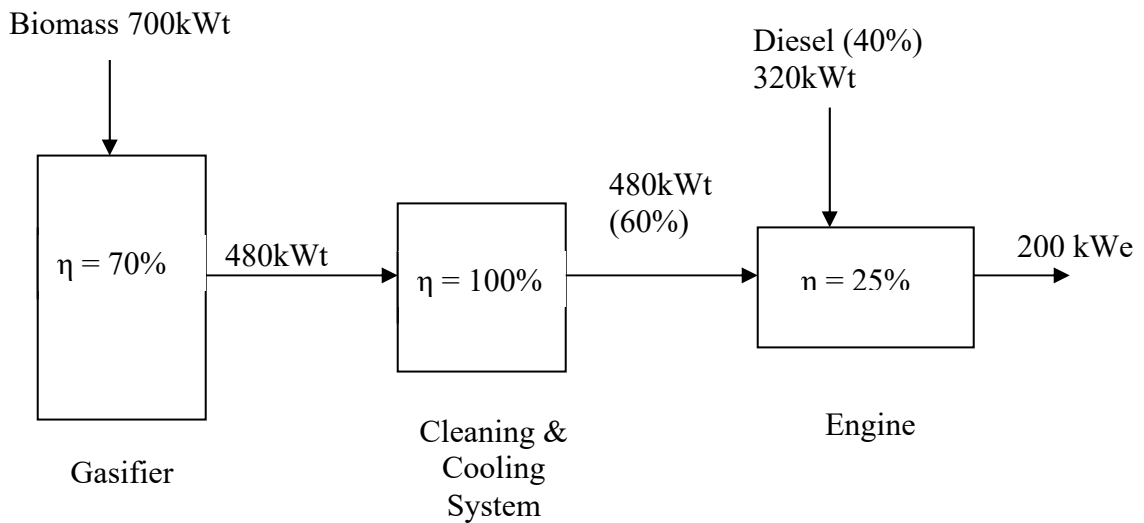 Biomass 700kWt
Diesel (40%)
320kWt
η = 70%
480kWt
η = 100%
480kWt
(60%)
η = 25%
200 kWe
Gasifier
Cleaning &
Cooling
System
Engine